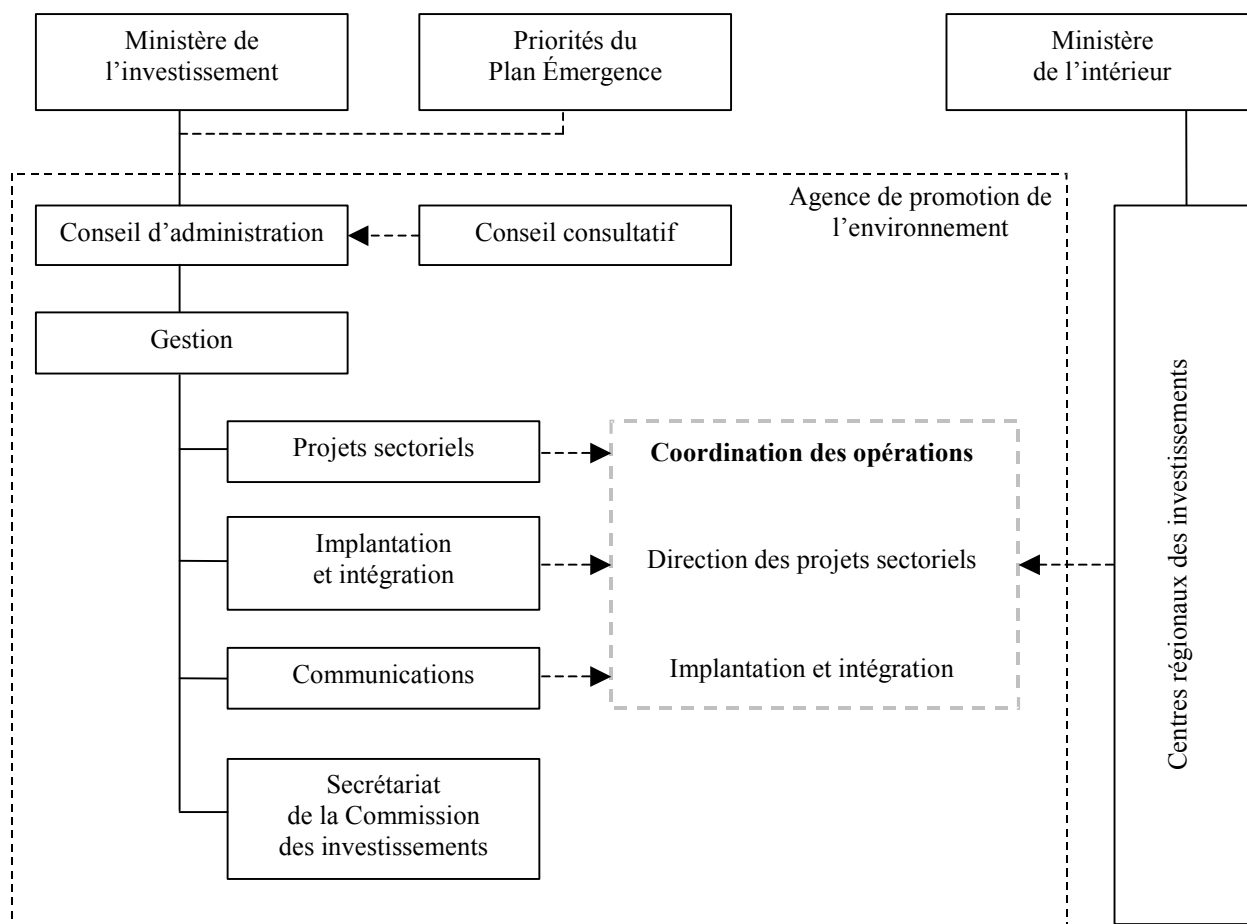 Ministère de
l’investissement
Priorités du
Plan Émergence
Ministère
de l’intérieur
Agence de promotion de
l’environnement
Conseil d’administration
Conseil consultatif
Gestion
Projets sectoriels
Coordination des opérations
Implantation
et intégration
Direction des projets sectoriels
Communications
Implantation et intégration
Secrétariat
de la Commission
des investissements
Centres régionaux des investissements